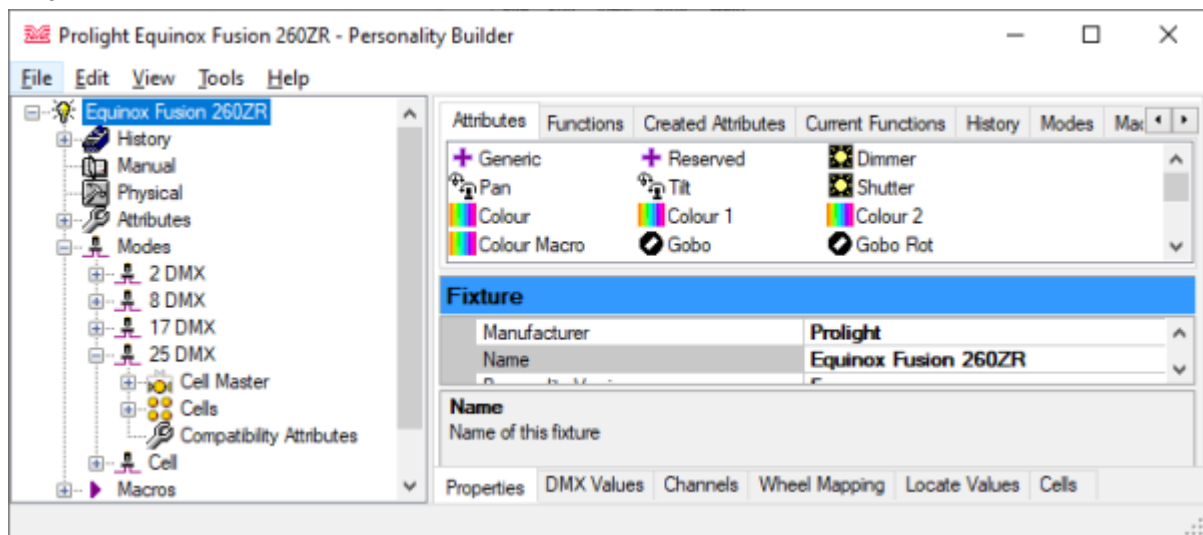 Prolight Equinox Fusion 260ZR - Personality Builder
File Edit View Tools Help
Equinox Fusion 260ZR
History
Manual
Physical
Attributes
Modes
2 DMX
8 DMX
17 DMX
25 DMX
Cell Master
Cells
Compatibility Attributes
Cell
Macros
Attributes Functions Created Attributes Current Functions History Modes
Generic Reserved Dimmer
Pan Tilt Shutter
Colour Colour 1 Colour 2
Colour Macro Gobo Gobo Rot
Fixture
Manufacturer Prolight
Name Equinox Fusion 260ZR
Name
Name of this fixture
Properties DMX Values Channels Wheel Mapping Locate Values Cells